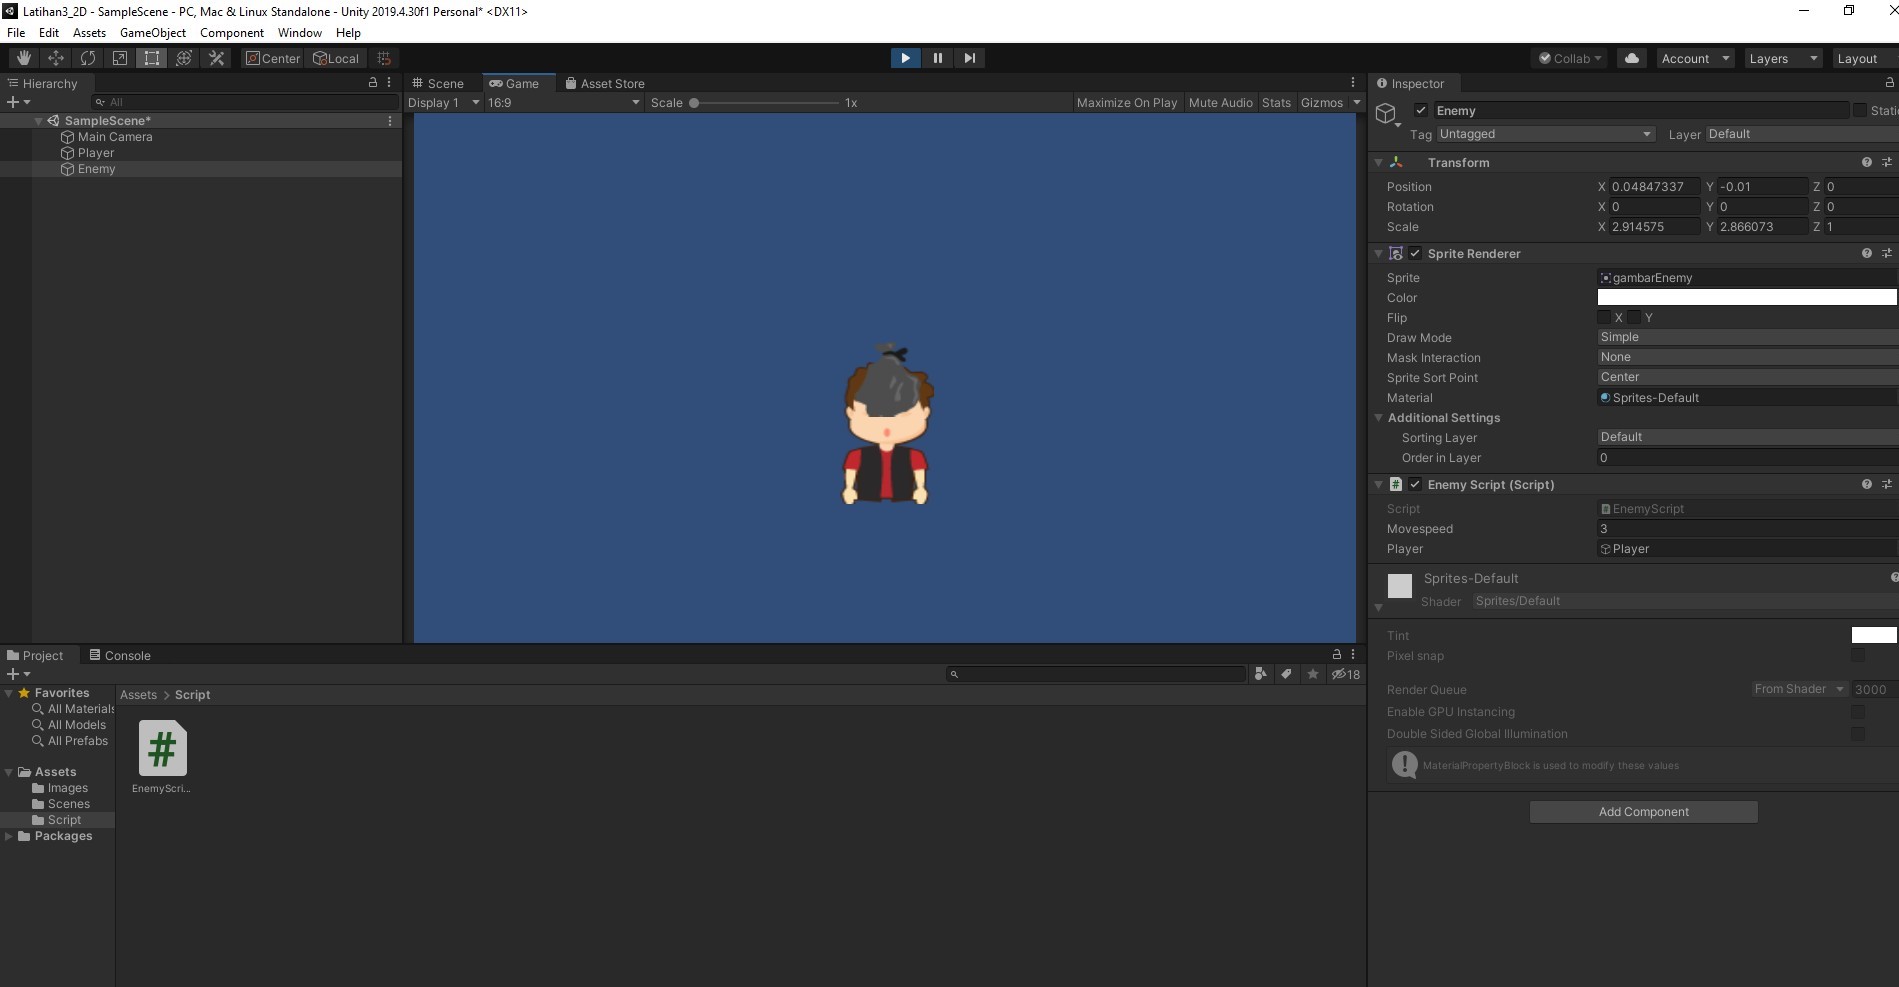 Latihan3_2D - SampleScene - PC, Mac & Linux Standalone - Unity 2019.4.30f1 Personal* <DX11>
File Edit Assets GameObject Component Window Help
Center Local Collab Account Layers Layout
Hierarchy
All
SampleScene*
Main Camera
Player
Enemy
Scene Game Asset Store
Display 1 16:9 Scale 1x Maximize On Play Mute Audio Stats Gizmos
Inspector
Enemy Stati
Tag Untagged Layer Default
Transform
Position X 0.04847337 Y -0.01 Z 0
Rotation X 0 Y 0 Z 0
Scale X 2.914575 Y 2.866073 Z 1
Sprite Renderer
Sprite gambarEnemy
Color
Flip X Y
Draw Mode Simple
Mask Interaction None
Sprite Sort Point Center
Material Sprites-Default
Additional Settings
Sorting Layer Default
Order in Layer 0
# Enemy Script (Script)
Script EnemyScript
Movespeed 3
Player Player
Sprites-Default
Shader Sprites/Default
Tint
Pixel snap
Render Queue From Shader 3000
Enable GPU Instancing
Double Sided Global Illumination
MaterialPropertyBlock is used to modify these values
Add Component
Project Console
18
Favorites
All Materials
All Models
All Prefabs
Assets
Images
Scenes
Script
Packages
Assets > Script
#
EnemyScri...